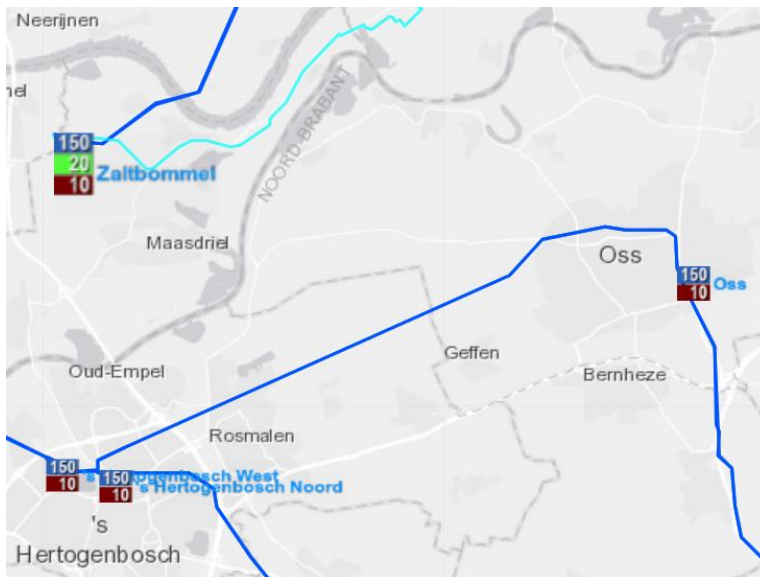 Neerijnen
nel
150
20
10
Zaltbommel
NOORD-BRABANT
Maasdriel
Oss
150
10
Oss
Geffen
Oud-Empel
Bernheze
Rosmalen
150
10
's
ogenbosch West
150
10
's Hertogenbosch Noord
's
Hertogenbosch